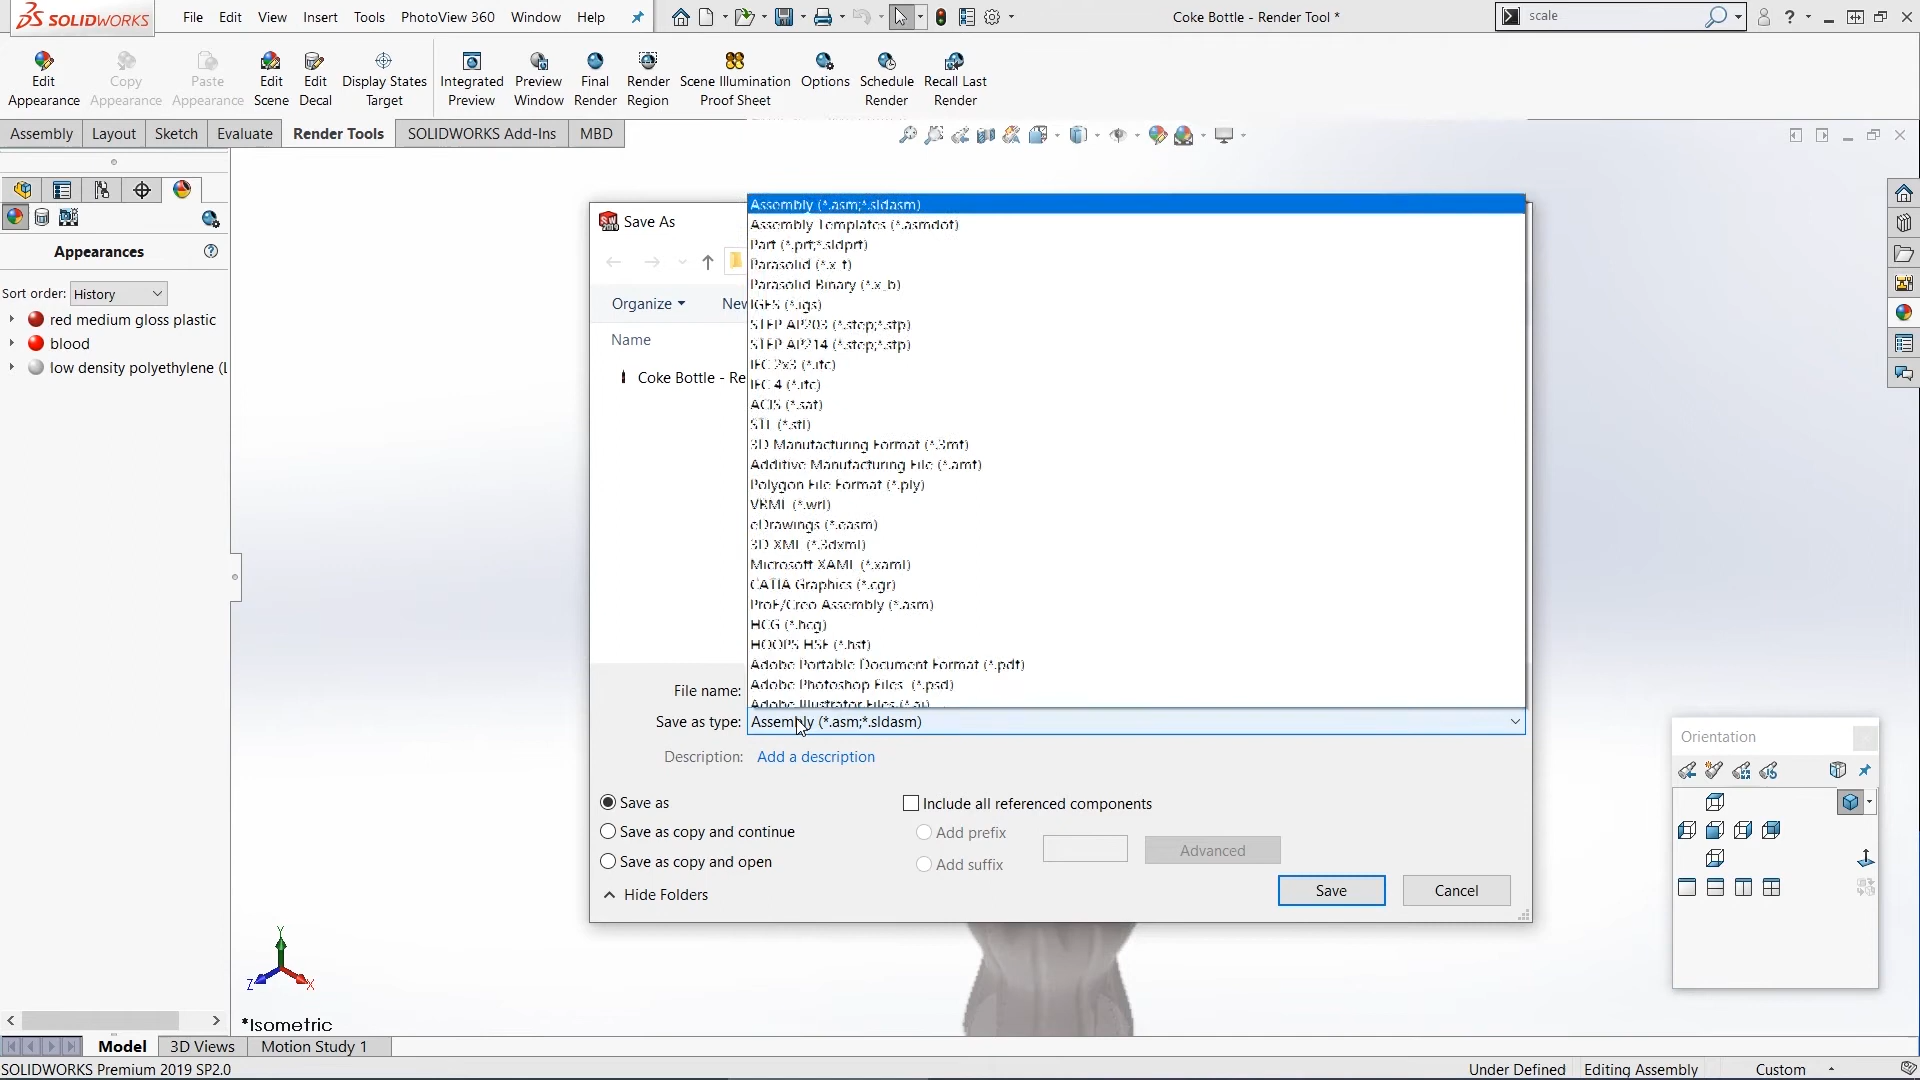 SOLIDWORKS File Edit View Insert Tools PhotoView 360 Window Help Coke Bottle - Render Tool * scale
Edit Appearance
Copy Appearance
Paste Appearance
Edit Scene
Edit Decal
Display States Target
Integrated Preview
Preview Window
Final Render
Render Region
Scene Illumination Proof Sheet
Options
Schedule Render
Recall Last Render
Assembly Layout Sketch Evaluate Render Tools SOLIDWORKS Add-Ins MBD
Appearances
Sort order: History
red medium gloss plastic
blood
low density polyethylene (
Save As
Organize
New
Name
Coke Bottle - Re
Assembly (*.asm;*.sldasm)
Assembly Templates (*.asmdot)
Part (*.prt;*.sldprt)
Parasolid (*.x_t)
Parasolid Binary (*.x_b)
IGES (*.igs)
STEP AP203 (*.step;*.stp)
STEP AP214 (*.step;*.stp)
IFC 2x3 (*.ifc)
IFC 4 (*.ifc)
ACIS (*.sat)
STL (*.stl)
3D Manufacturing Format (*.3mf)
Additive Manufacturing File (*.amf)
Polygon File Format (*.ply)
VRML (*.wrl)
eDrawings (*.easm)
3D XML (*.3dxml)
Microsoft XAML (*.xaml)
CATIA Graphics (*.cgr)
ProE/Creo Assembly (*.asm)
HCG (*.hcg)
HOOPS HSF (*.hsf)
Adobe Portable Document Format (*.pdf)
Adobe Photoshop Files (*.psd)
Adobe Illustrator Files (*.ai)
File name:
Save as type: Assembly (*.asm;*.sldasm)
Description: Add a description
Save as
Save as copy and continue
Save as copy and open
Include all referenced components
Add prefix
Add suffix
Advanced
Hide Folders
Save Cancel
Orientation
Y
Z X
*Isometric
Model 3D Views Motion Study 1
SOLIDWORKS Premium 2019 SP2.0 Under Defined Editing Assembly Custom